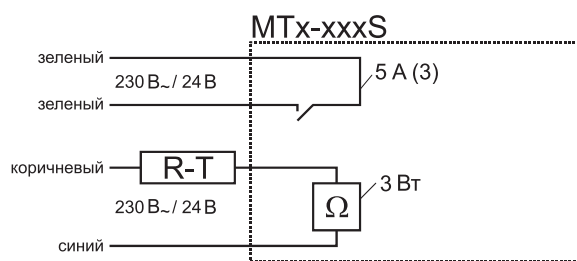 MTx-xxxS
зеленый
230 В~/ 24 В
5 А (3)
зеленый
коричневый
R-T
3 Вт
Ω
230 В~/ 24 В
синий